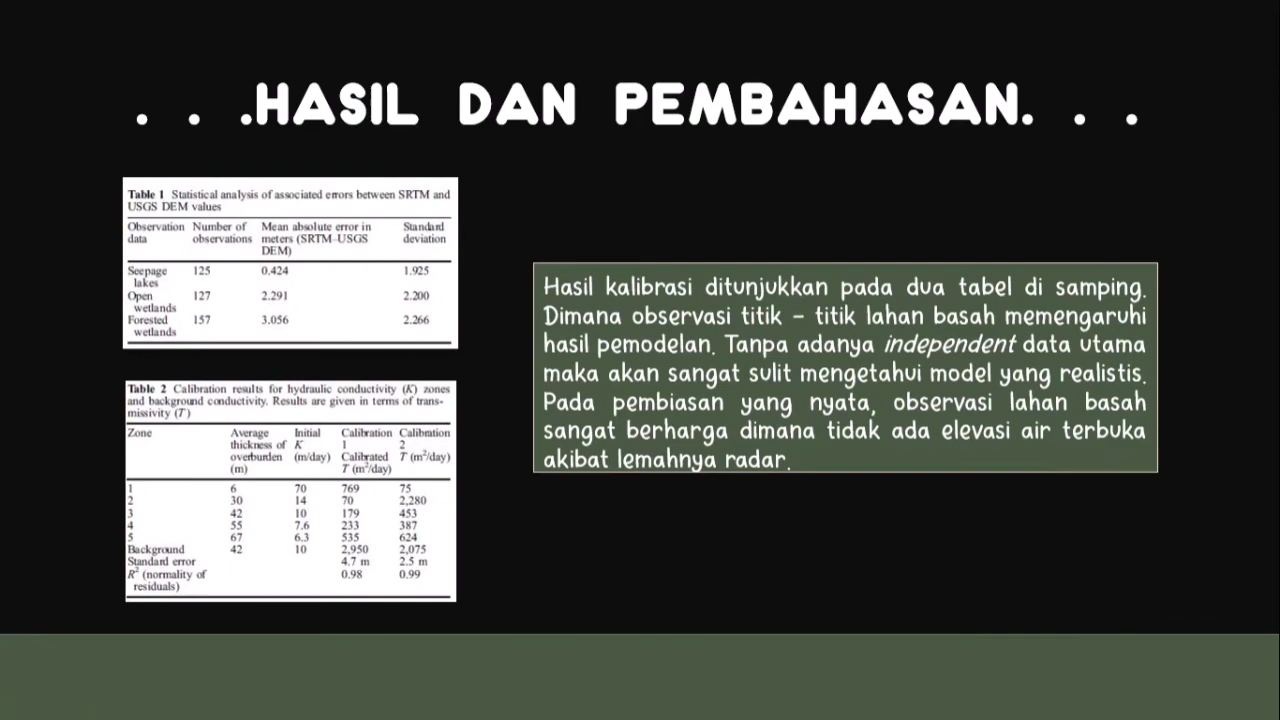 . . .HASIL DAN PEMBAHASAN. . .
Table 1 Statistical analysis of associated errors between SRTM and
USGS DEM values
Observation data Number of observations Mean absolute error in meters (SRTM–USGS DEM) Standard deviation
Seepage lakes 125 0.424 1.925
Open wetlands 127 2.291 2.200
Forested wetlands 157 3.056 2.266
Table 2 Calibration results for hydraulic conductivity (K) zones
and background conductivity. Results are given in terms of trans-
missivity (T)
Zone Average thickness of overburden (m) Initial K (m/day) Calibration 1 Calibrated T (m²/day) Calibration 2 T (m²/day)
1 6 70 769 75
2 30 14 70 2,280
3 42 10 179 453
4 55 7.6 233 387
5 67 6.3 535 624
Background 42 10 2,950 2,075
Standard error 4.7 m 2.5 m
R² (normality of residuals) 0.98 0.99
Hasil kalibrasi ditunjukkan pada dua tabel di samping.
Dimana observasi titik – titik lahan basah memengaruhi
hasil pemodelan. Tanpa adanya independent data utama
maka akan sangat sulit mengetahui model yang realistis.
Pada pembiasan yang nyata, observasi lahan basah
sangat berharga dimana tidak ada elevasi air terbuka
akibat lemahnya radar.